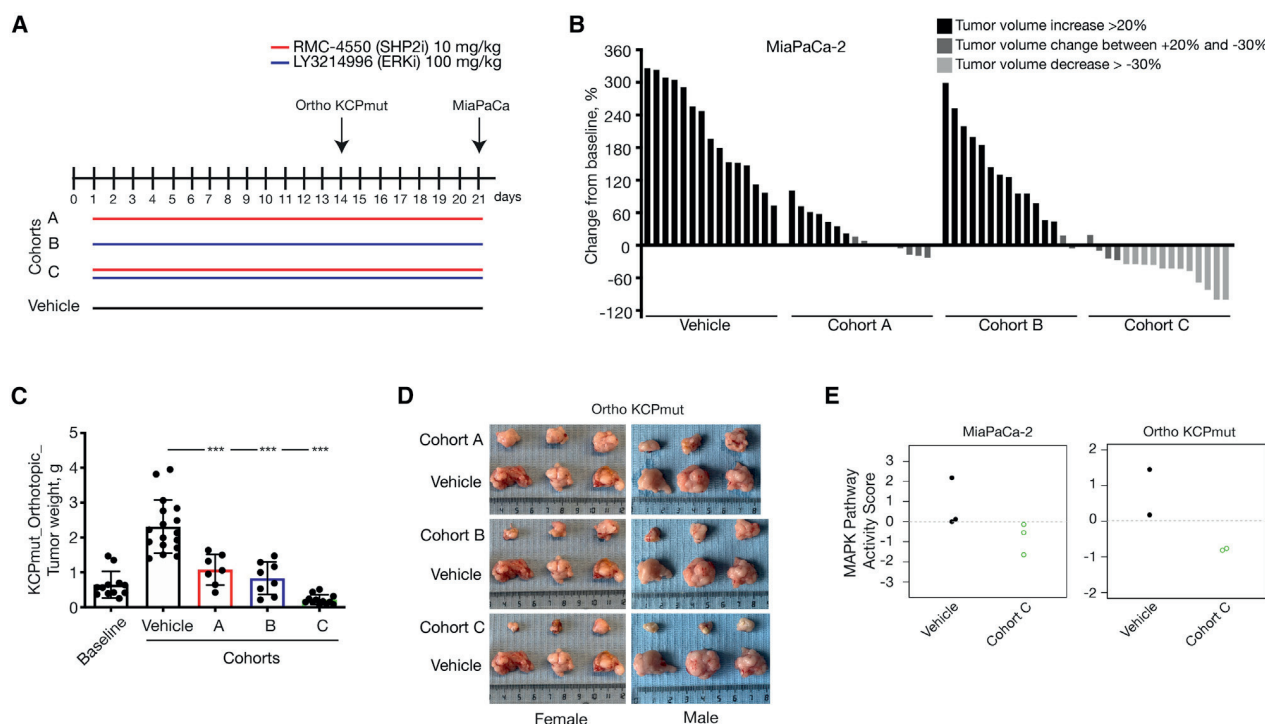 A
RMC-4550 (SHP2i) 10 mg/kg
LY3214996 (ERKi) 100 mg/kg
Ortho KCPmut
MiaPaCa
0 1 2 3 4 5 6 7 8 9 10 11 12 13 14 15 16 17 18 19 20 21 days
Cohorts
A
B
C
Vehicle
B
MiaPaCa-2
Tumor volume increase >20%
Tumor volume change between +20% and -30%
Tumor volume decrease > -30%
Change from baseline, %
360
300
240
180
120
60
0
-60
-120
Vehicle
Cohort A
Cohort B
Cohort C
C
KCPmut_Orthotopic_
Tumor weight, g
5
4
3
2
1
0
*** *** ***
Baseline
Vehicle
A
B
C
Cohorts
D
Ortho KCPmut
Cohort A
Vehicle
Cohort B
Vehicle
Cohort C
Vehicle
Female
Male
E
MAPK Pathway
Activity Score
MiaPaCa-2
3
2
1
0
-1
-2
-3
Vehicle
Cohort C
Ortho KCPmut
2
1
0
-1
-2
Vehicle
Cohort C